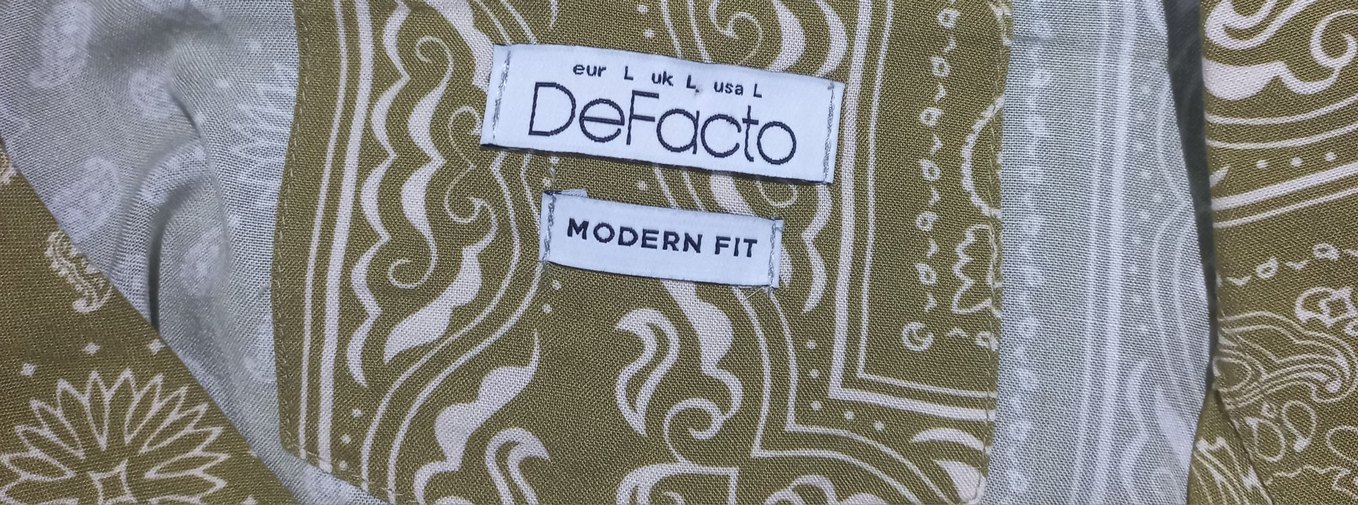 eur L uk L usa L
DeFacto
MODERN FIT